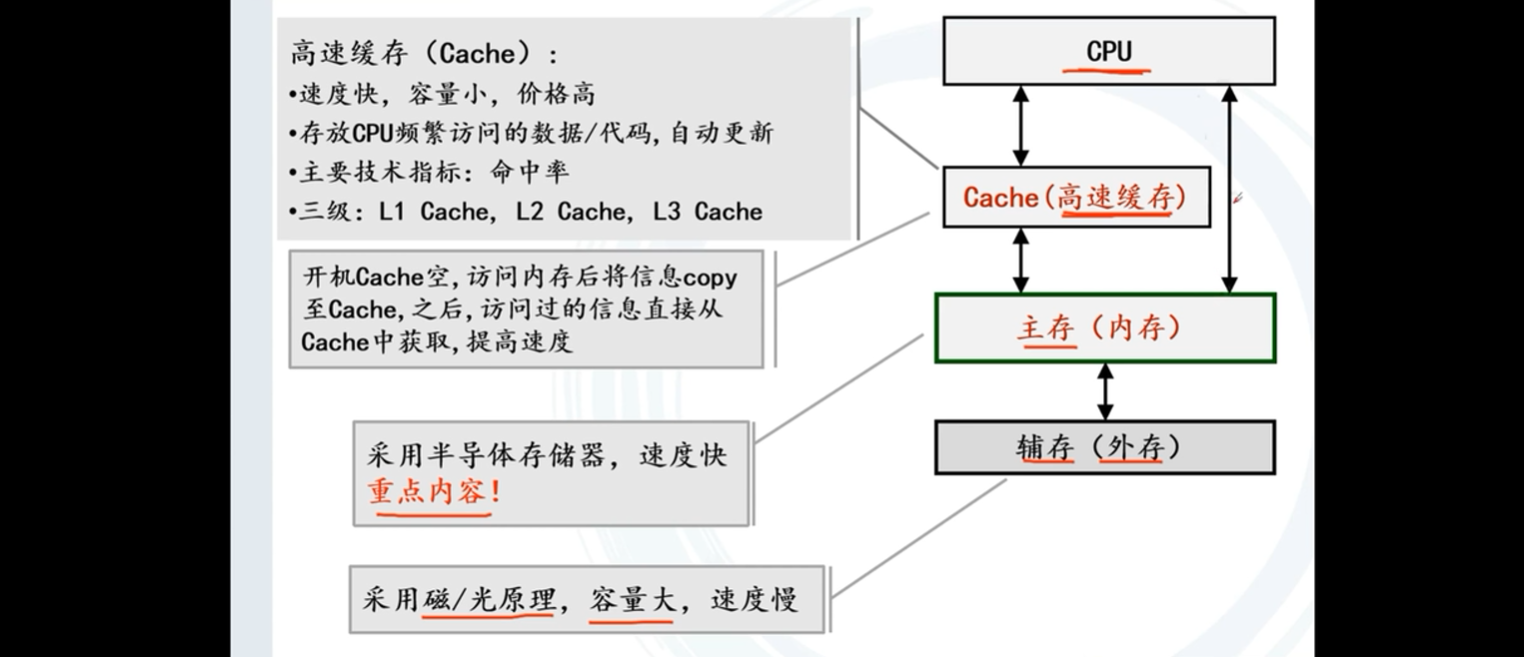 高速缓存（Cache）:
•速度快，容量小，价格高
•存放CPU频繁访问的数据/代码,自动更新
•主要技术指标：命中率
•三级：L1 Cache, L2 Cache, L3 Cache
开机Cache空,访问内存后将信息copy
至Cache,之后,访问过的信息直接从
Cache中获取,提高速度
采用半导体存储器，速度快
重点内容!
采用磁/光原理，容量大，速度慢
CPU
Cache(高速缓存)
主存（内存）
辅存（外存）